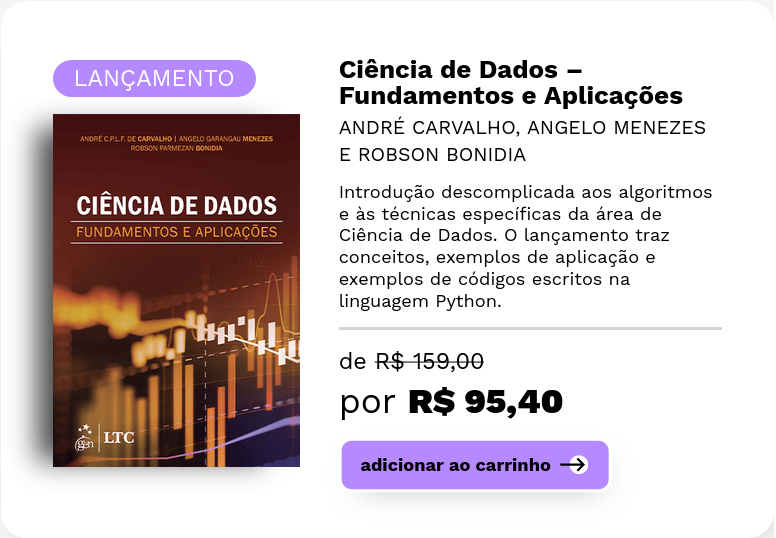 LANÇAMENTO
ANDRÉ C.P.L.F. DE CARVALHO | ANGELO GARANGAU MENEZES
ROBSON PARMEZAN BONIDIA
CIÊNCIA DE DADOS
FUNDAMENTOS E APLICAÇÕES
gen
LTC
Ciência de Dados –
Fundamentos e Aplicações
ANDRÉ CARVALHO, ANGELO MENEZES
E ROBSON BONIDIA
Introdução descomplicada aos algoritmos
e às técnicas específicas da área de
Ciência de Dados. O lançamento traz
conceitos, exemplos de aplicação e
exemplos de códigos escritos na
linguagem Python.
de R$ 159,00
por R$ 95,40
adicionar ao carrinho